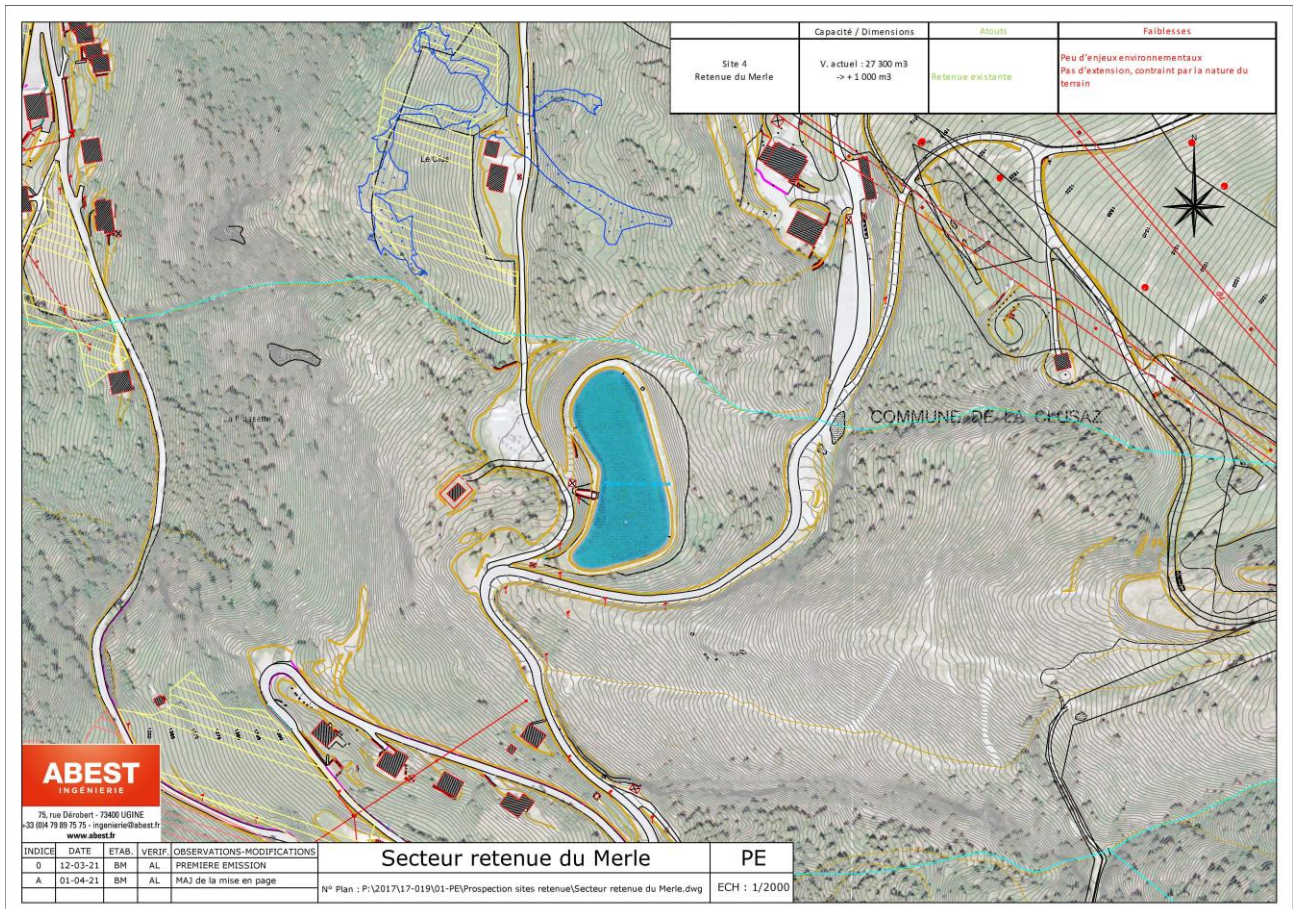 Capacité / Dimensions
Atouts
Faiblesses
Site 4
Retenue du Merle
V. actuel : 27 300 m3
-> + 1 000 m3
Retenue existante
Peu d'enjeux environnementaux
Pas d'extension, contraint par la nature du
terrain
COMMUNE DE LA CLUSAZ
ABEST
INGÉNIERIE
75, rue Dérobert - 73400 UGINE
+33 (0)4 79 89 75 75 - ingenierie@abest.fr
www.abest.fr
INDICE DATE ETAB. VERIF. OBSERVATIONS-MODIFICATIONS
0 12-03-21 BM AL PREMIERE EMISSION
A 01-04-21 BM AL MAJ de la mise en page
Secteur retenue du Merle
PE
N° Plan : P:\2017\17-019\01-PE\Prospection sites retenue\Secteur retenue du Merle.dwg
ECH : 1/2000